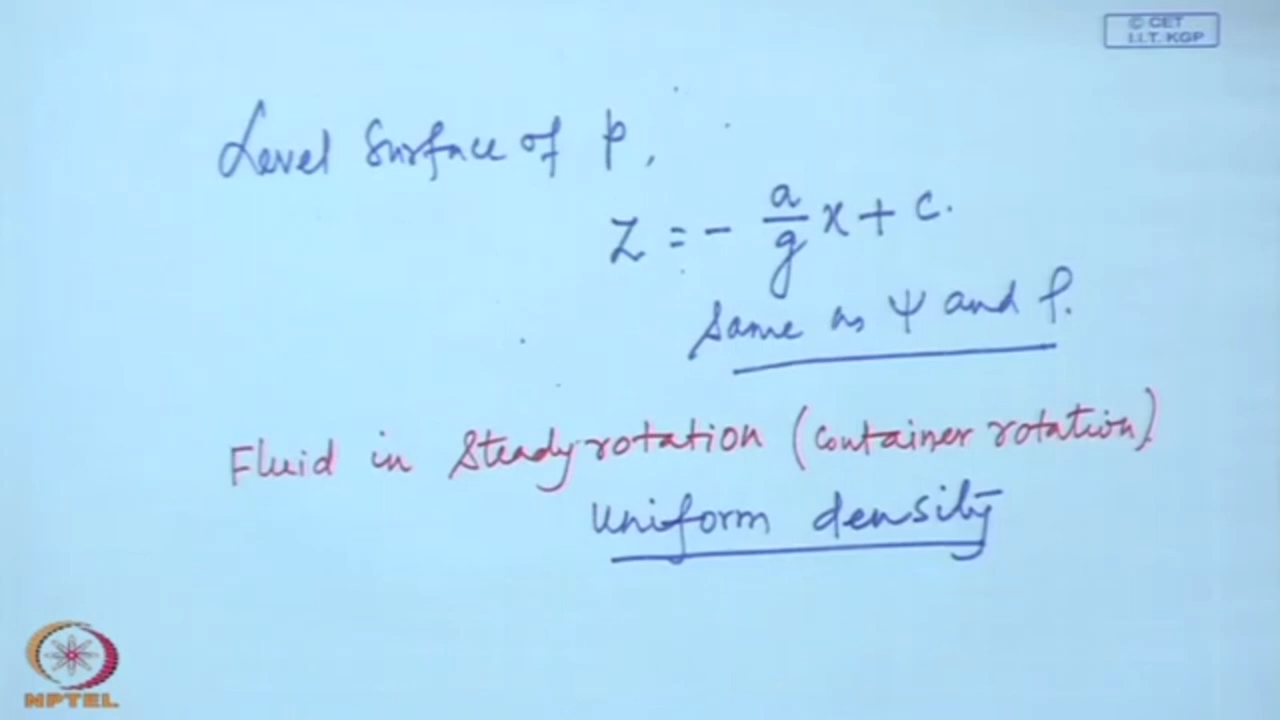 © CET
I.I.T. KGP
Level Surface of p,
z = - a/g x + c.
Same as ψ and ρ.
Fluid in Steady rotation (container rotation)
Uniform density
NPTEL